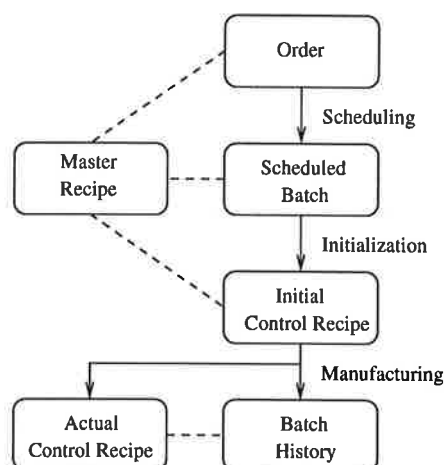 Order
Scheduling
Master
Recipe
Scheduled
Batch
Initialization
Initial
Control Recipe
Manufacturing
Actual
Control Recipe
Batch
History